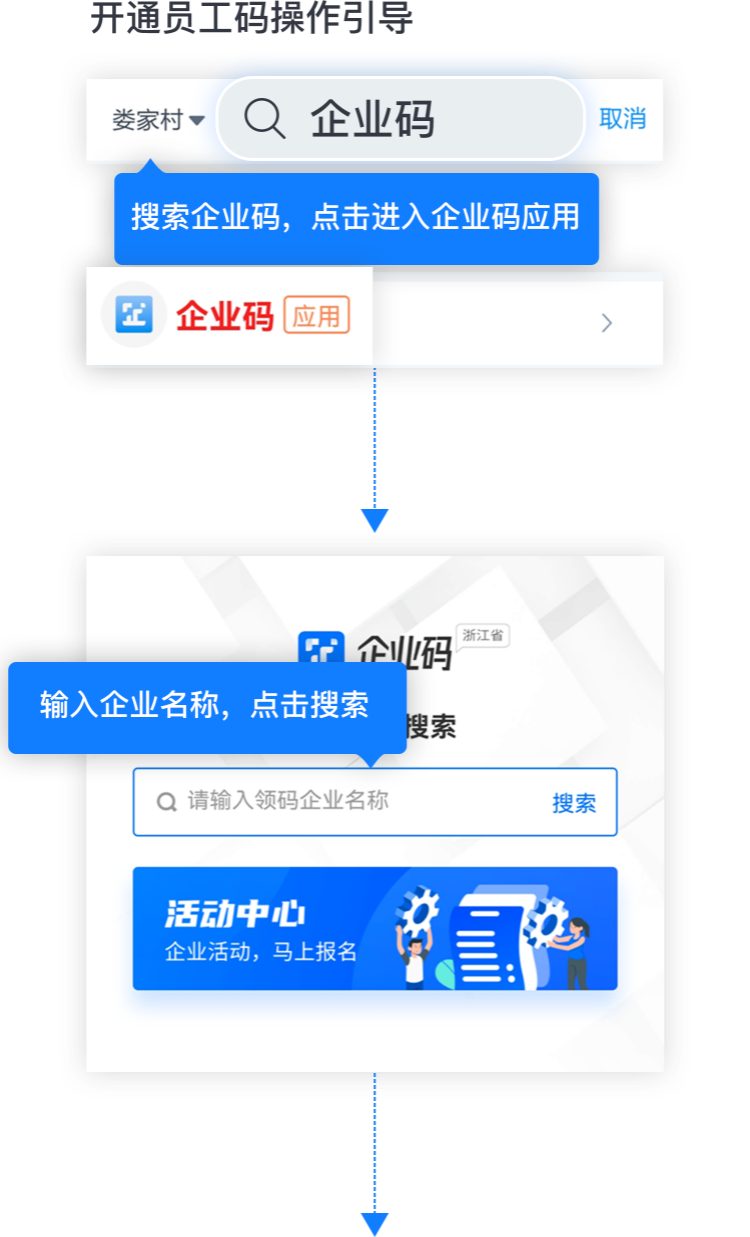 开通员工码操作引导
娄家村 企业码 取消
搜索企业码，点击进入企业码应用
企业码 应用
企业码 浙江省
输入企业名称，点击搜索
搜索
请输入领码企业名称 搜索
活动中心
企业活动，马上报名